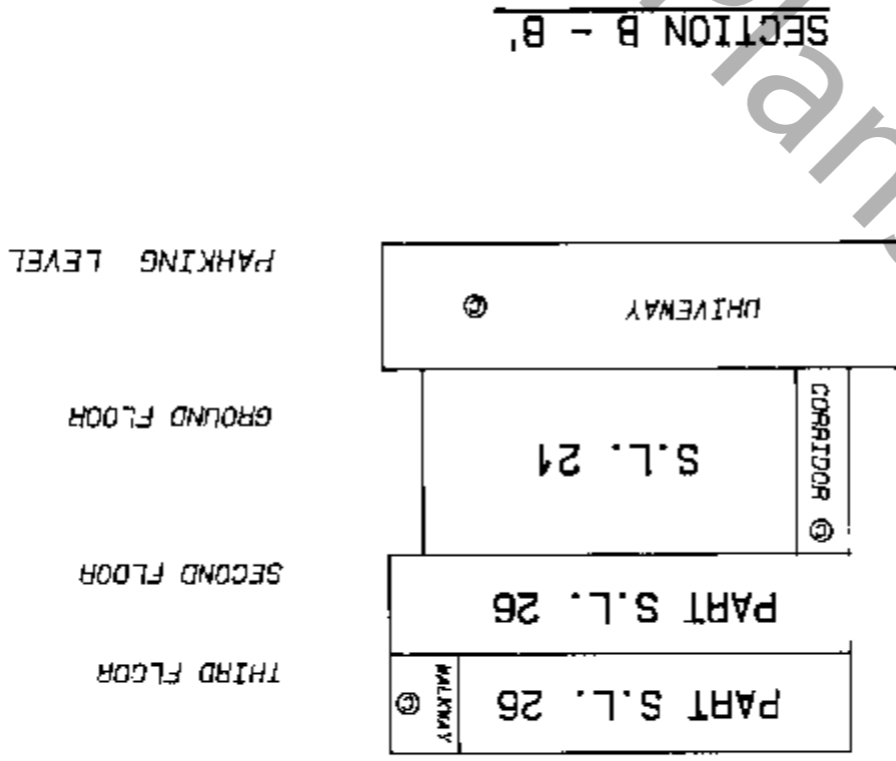 PART S.L. 26
WALKWAY
©
THIRD FLOOR
PART S.L. 26
SECOND FLOOR
CORRIDOR ©
S.L. 21
GROUND FLOOR
DRIVEWAY ©
PARKING LEVEL
SECTION B - B'